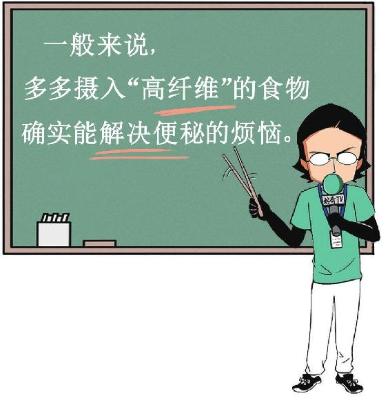 一般来说，
多多摄入“高纤维”的食物
确实能解决便秘的烦恼。